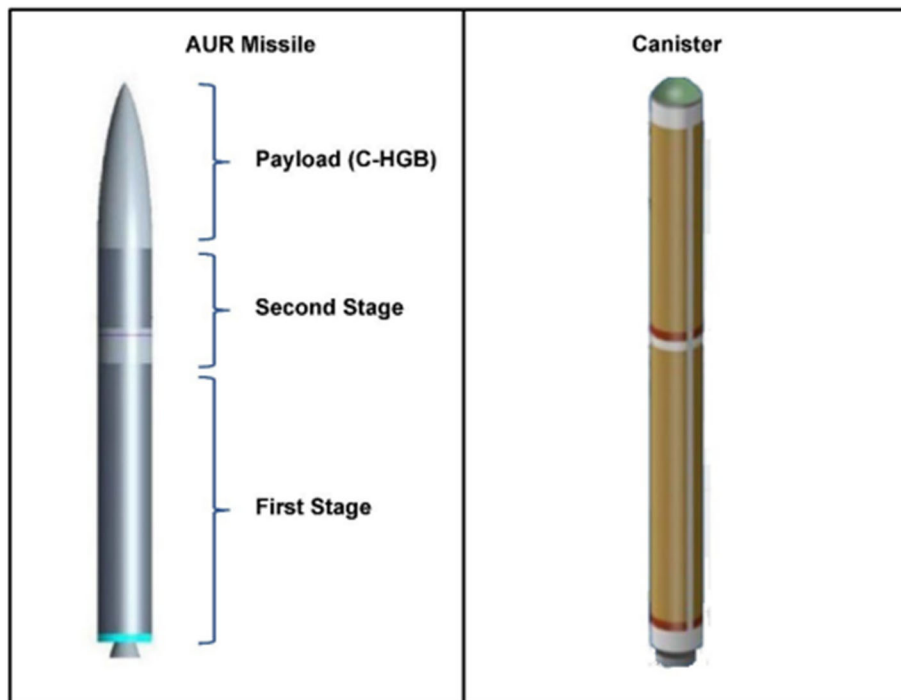 AUR Missile
Canister
Payload (C-HGB)
Second Stage
First Stage